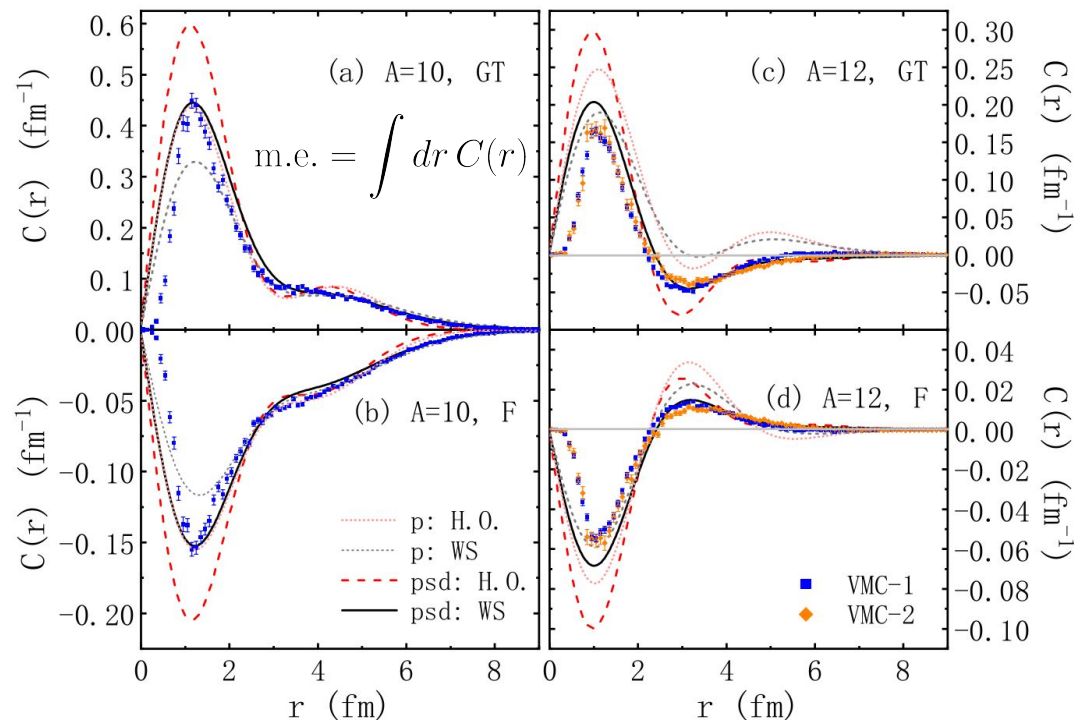 (a) A=10, GT
m.e. = ∫ dr C(r)
C(r) (fm⁻¹)
0.6
0.5
0.4
0.3
0.2
0.1
0.00
(b) A=10, F
C(r) (fm⁻¹)
-0.05
-0.10
-0.15
-0.20
p: H.O.
p: WS
psd: H.O.
psd: WS
0 2 4 6 8
r (fm)
(c) A=12, GT
C(r) (fm⁻¹)
0.30
0.25
0.20
0.15
0.10
0.05
0.00
-0.05
(d) A=12, F
C(r) (fm⁻¹)
0.04
0.02
0.00
-0.02
-0.04
-0.06
-0.08
-0.10
VMC-1
VMC-2
0 2 4 6 8
r (fm)